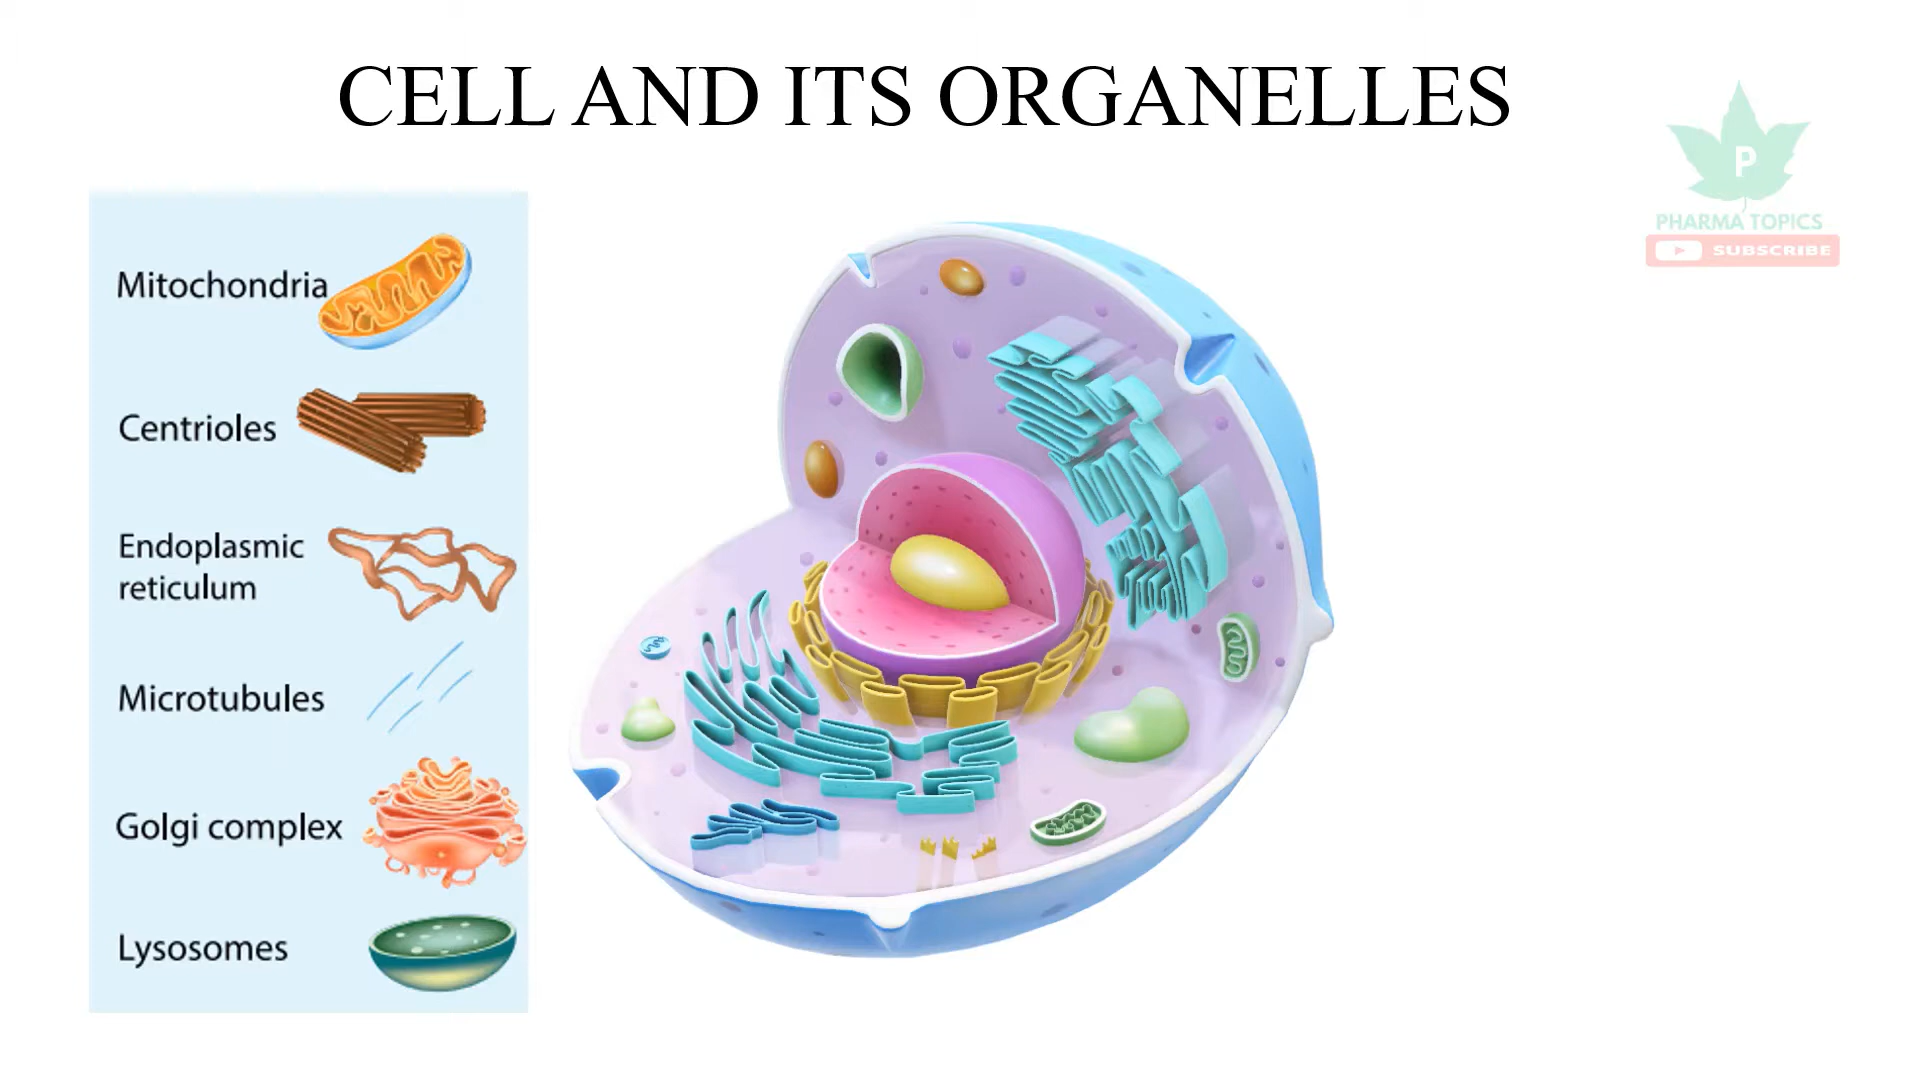 CELL AND ITS ORGANELLES
P
PHARMA TOPICS
SUBSCRIBE
Mitochondria
Centrioles
Endoplasmic
reticulum
Microtubules
Golgi complex
Lysosomes